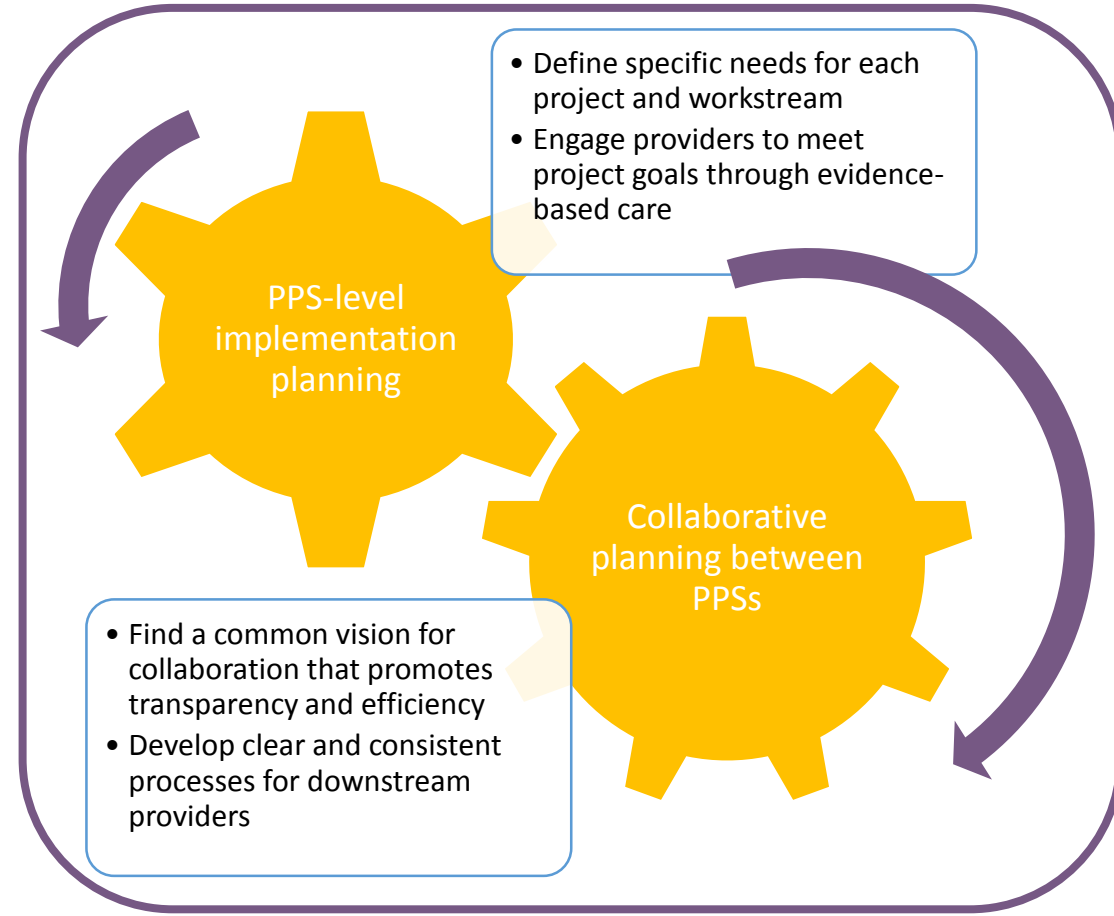 • Define specific needs for each
project and workstream
• Engage providers to meet
project goals through evidence-
based care
PPS-level
implementation
planning
Collaborative
planning between
PPSs
• Find a common vision for
collaboration that promotes
transparency and efficiency
• Develop clear and consistent
processes for downstream
providers